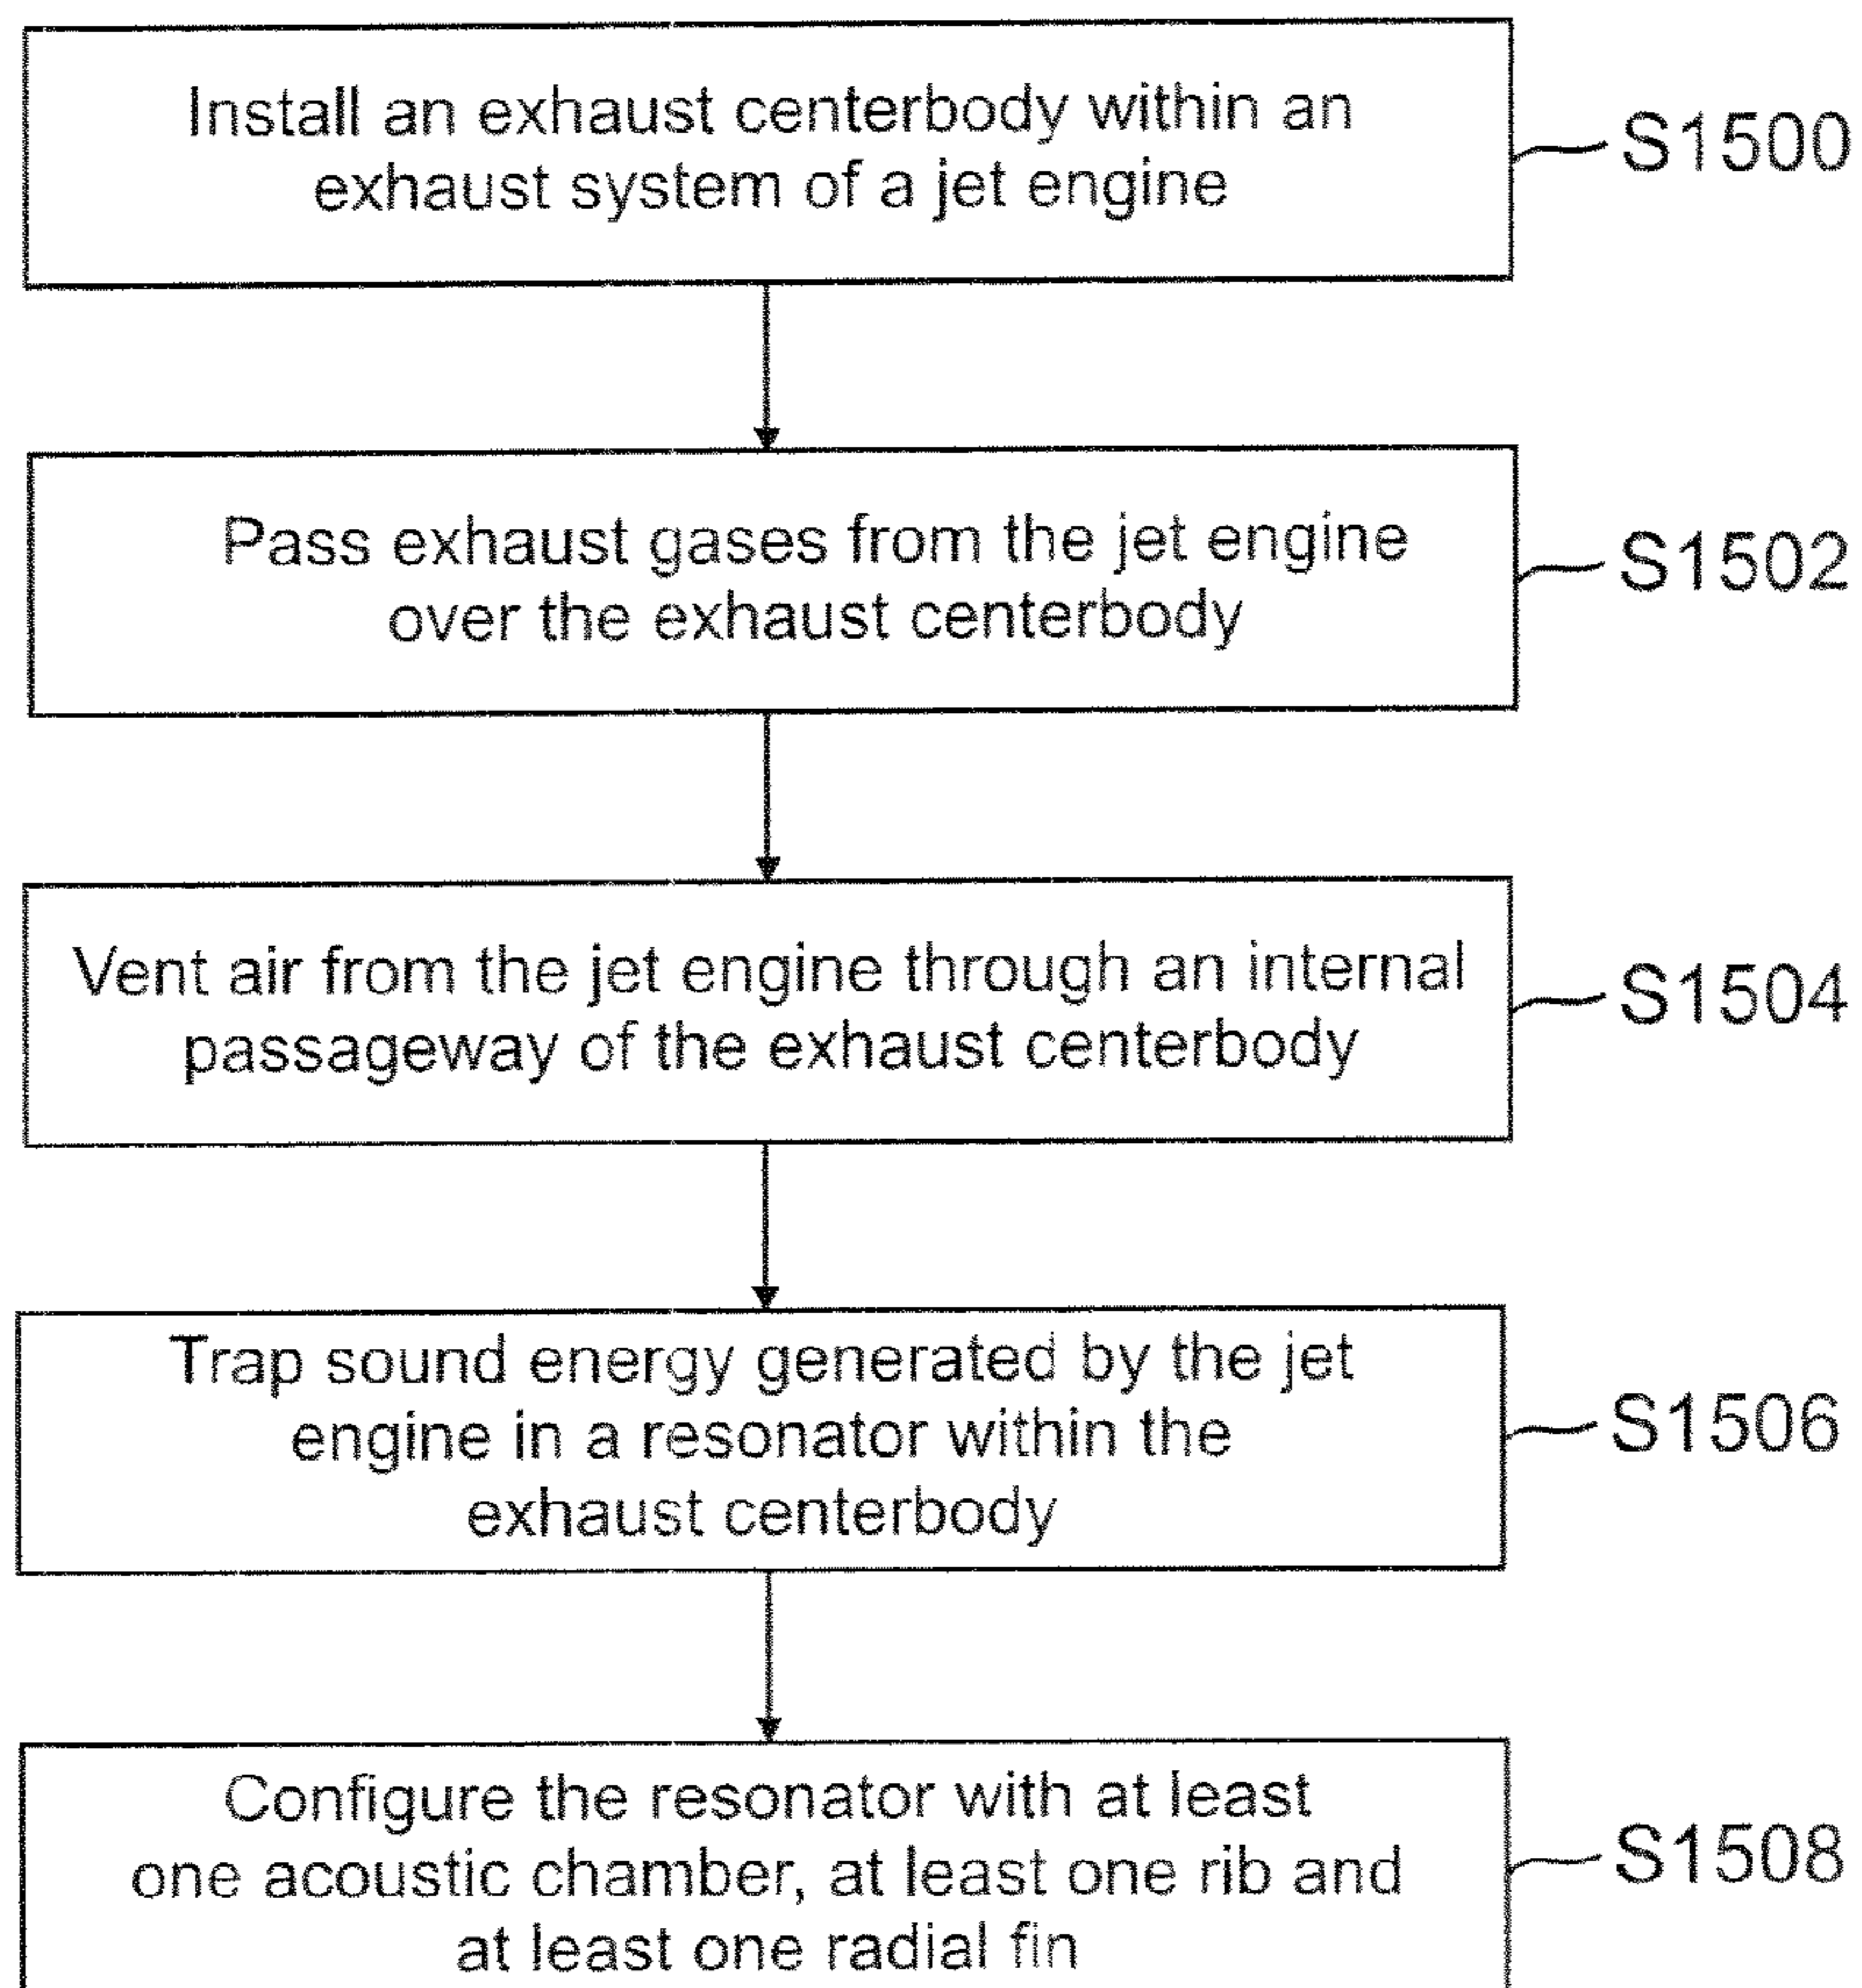 Install an exhaust centerbody within an
exhaust system of a jet engine
S1500
Pass exhaust gases from the jet engine
over the exhaust centerbody
S1502
Vent air from the jet engine through an internal
passageway of the exhaust centerbody
S1504
Trap sound energy generated by the jet
engine in a resonator within the
exhaust centerbody
S1506
Configure the resonator with at least
one acoustic chamber, at least one rib and
at least one radial fin
S1508